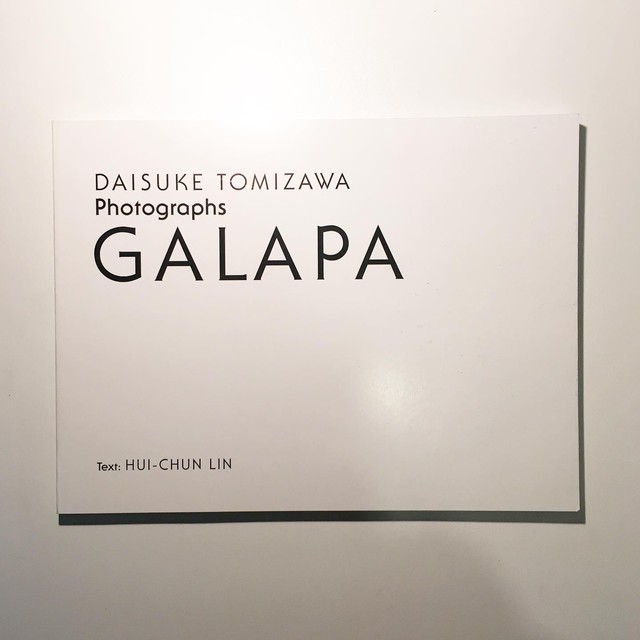 DAISUKE TOMIZAWA
Photographs
GALAPA
Text: HUI-CHUN LIN